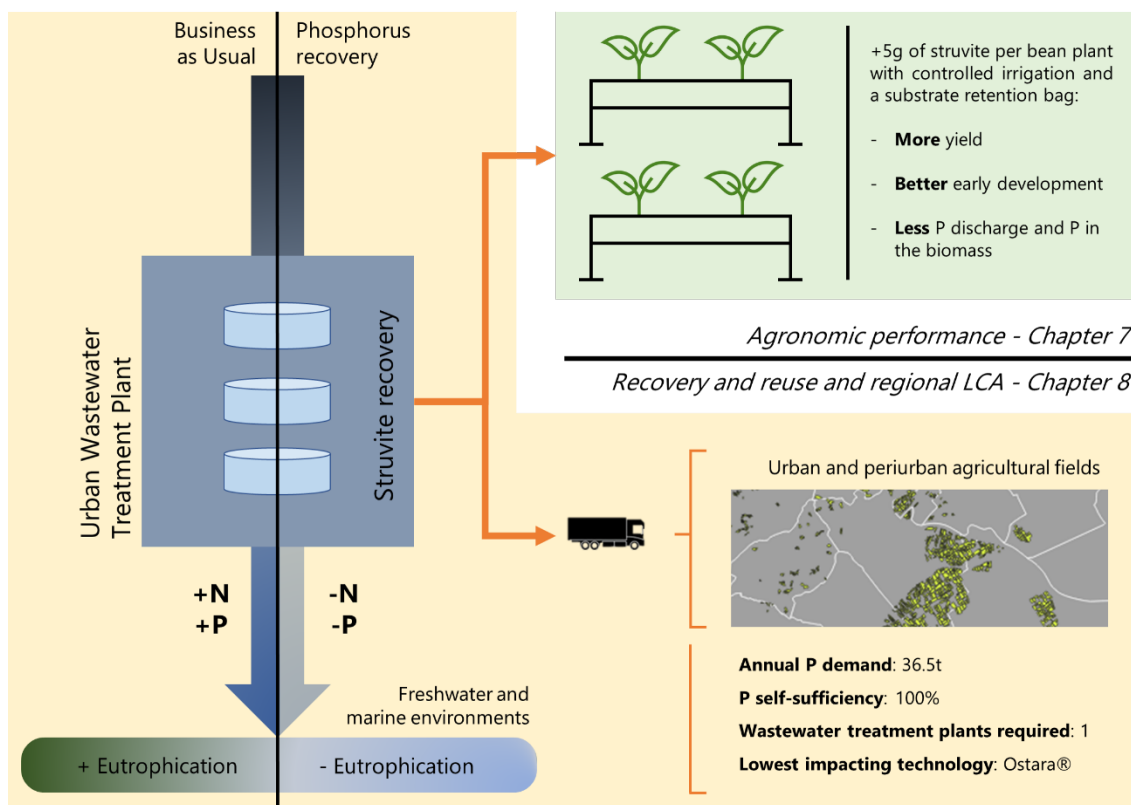 Business
as Usual
Phosphorus
recovery
+5g of struvite per bean plant
with controlled irrigation and
a substrate retention bag:
- More yield
- Better early development
- Less P discharge and P in
the biomass
Agronomic performance - Chapter 7
Recovery and reuse and regional LCA - Chapter 8
Urban Wastewater
Treatment Plant
Struvite recovery
+N
+P
-N
-P
Freshwater and
marine environments
+ Eutrophication
- Eutrophication
Urban and periurban agricultural fields
Annual P demand: 36.5t
P self-sufficiency: 100%
Wastewater treatment plants required: 1
Lowest impacting technology: Ostara®